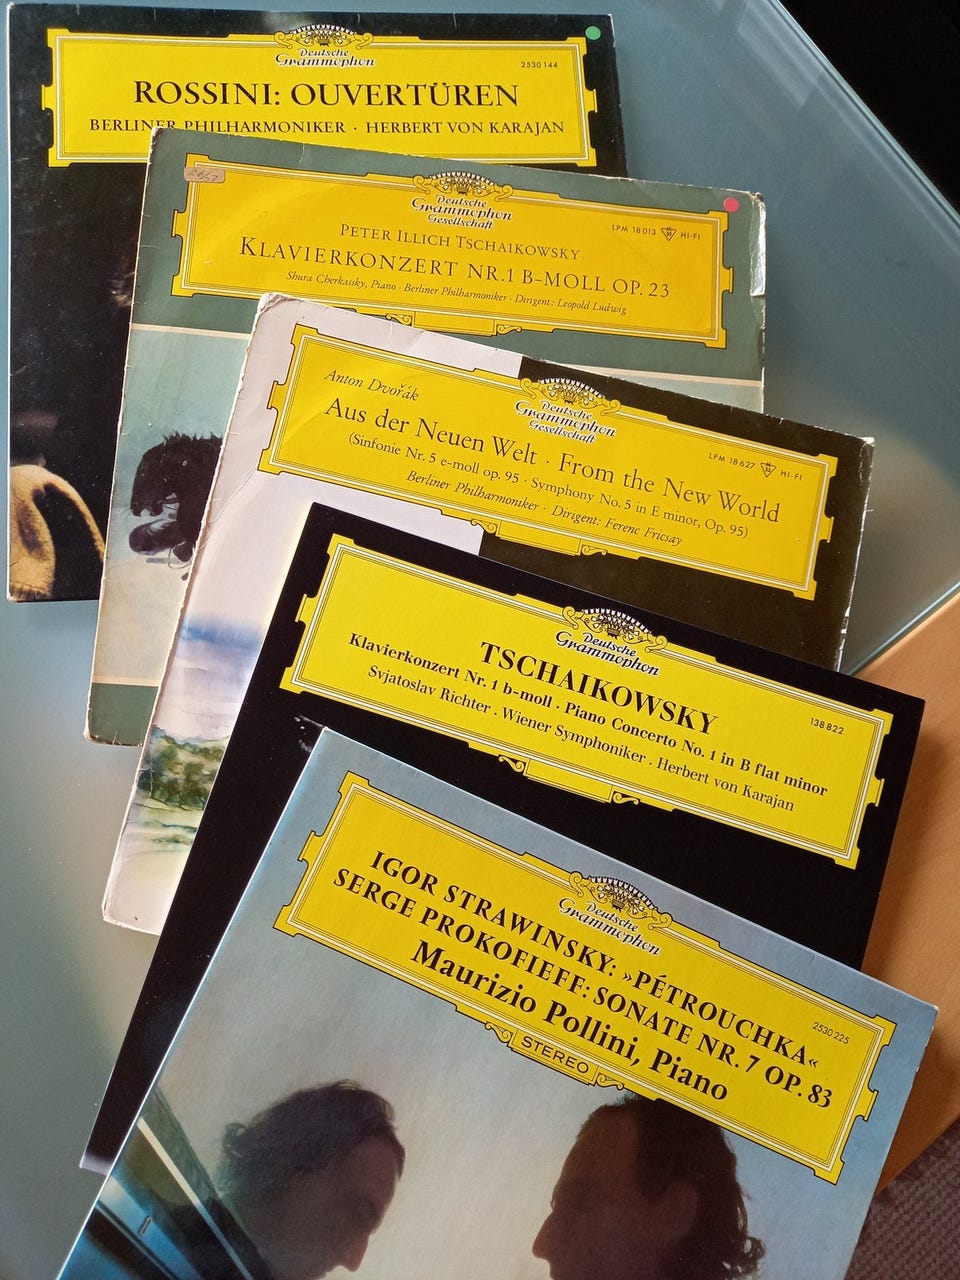 Deutsche
Grammophon
2530 144
ROSSINI: OUVERTÜREN
BERLINER PHILHARMONIKER · HERBERT VON KARAJAN
Deutsche
Grammophon
Gesellschaft
LPM 18 013 HI-FI
PETER ILLICH TSCHAIKOWSKY
KLAVIERKONZERT NR. 1 B-MOLL OP. 23
Shura Cherkassky, Piano · Berliner Philharmoniker · Dirigent: Leopold Ludwig
Deutsche
Grammophon
Gesellschaft
LPM 18 627 HI-FI
Anton Dvořák
Aus der Neuen Welt · From the New World
(Sinfonie Nr. 5 e-moll op. 95 · Symphony No. 5 in E minor, Op. 95)
Berliner Philharmoniker · Dirigent: Ferenc Fricsay
Deutsche
Grammophon
138 822
TSCHAIKOWSKY
Klavierkonzert Nr. 1 b-moll · Piano Concerto No. 1 in B flat minor
Svjatoslav Richter · Wiener Symphoniker · Herbert von Karajan
Deutsche
Grammophon
2530 225
IGOR STRAWINSKY: »PÉTROUCHKA«
SERGE PROKOFIEFF: SONATE NR. 7 OP. 83
Maurizio Pollini, Piano
STEREO